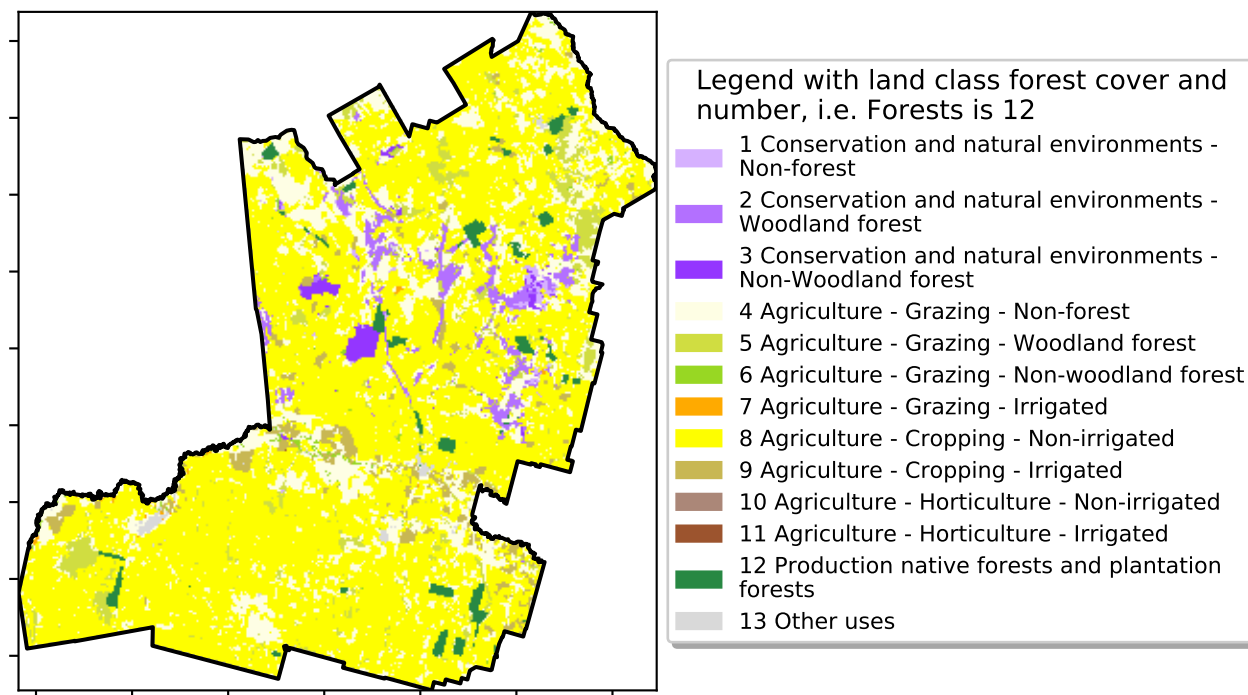 Legend with land class forest cover and
number, i.e. Forests is 12
1 Conservation and natural environments -
Non-forest
2 Conservation and natural environments -
Woodland forest
3 Conservation and natural environments -
Non-Woodland forest
4 Agriculture - Grazing - Non-forest
5 Agriculture - Grazing - Woodland forest
6 Agriculture - Grazing - Non-woodland forest
7 Agriculture - Grazing - Irrigated
8 Agriculture - Cropping - Non-irrigated
9 Agriculture - Cropping - Irrigated
10 Agriculture - Horticulture - Non-irrigated
11 Agriculture - Horticulture - Irrigated
12 Production native forests and plantation
forests
13 Other uses